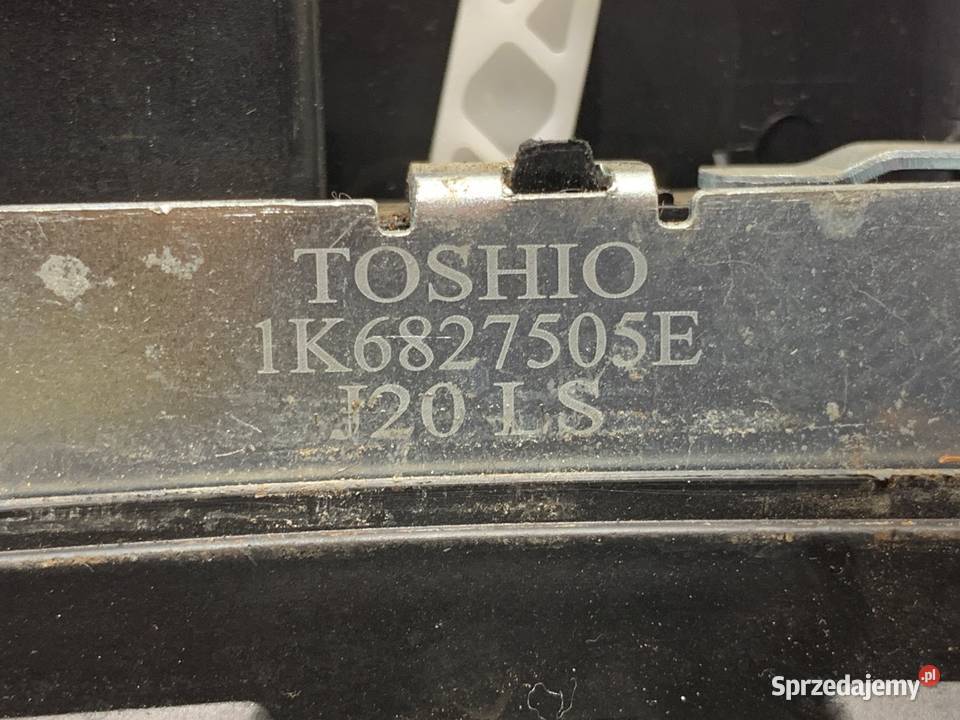 TOSHIO
1K6827505E
J20 LS
Sprzedajemy.pl